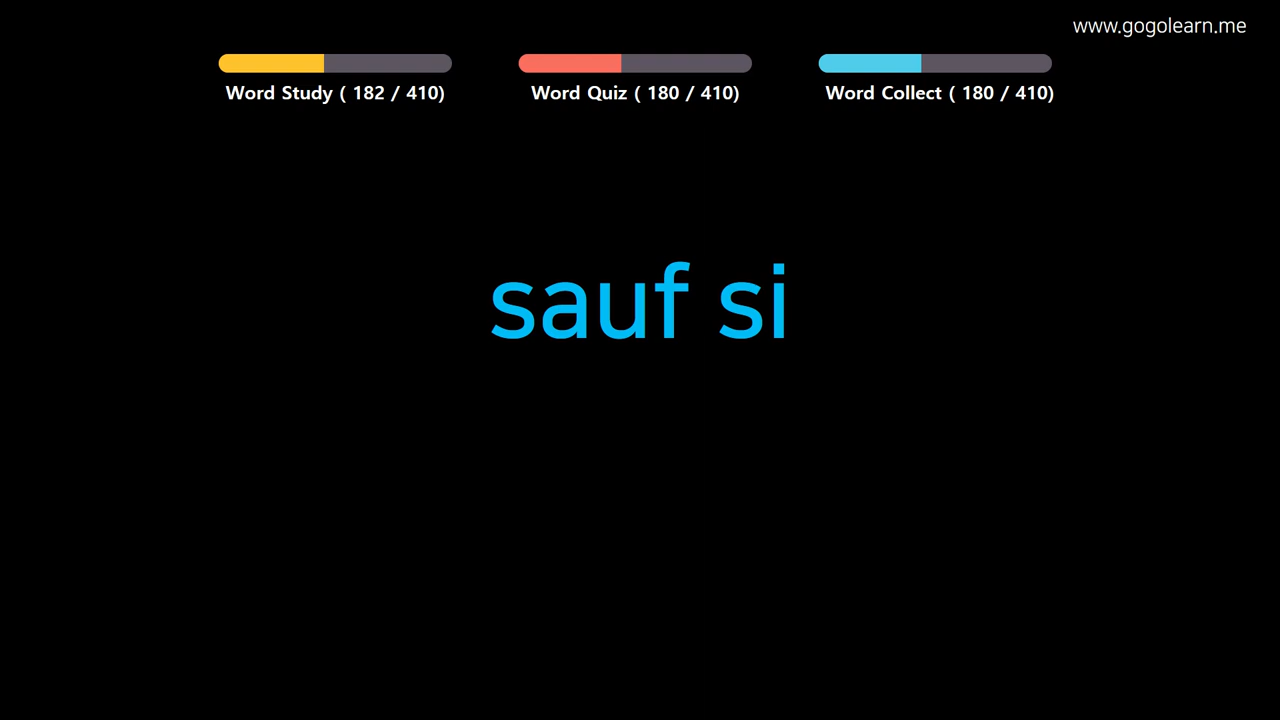 www.gogolearn.me
Word Study ( 182 / 410)
Word Quiz ( 180 / 410)
Word Collect ( 180 / 410)
sauf si